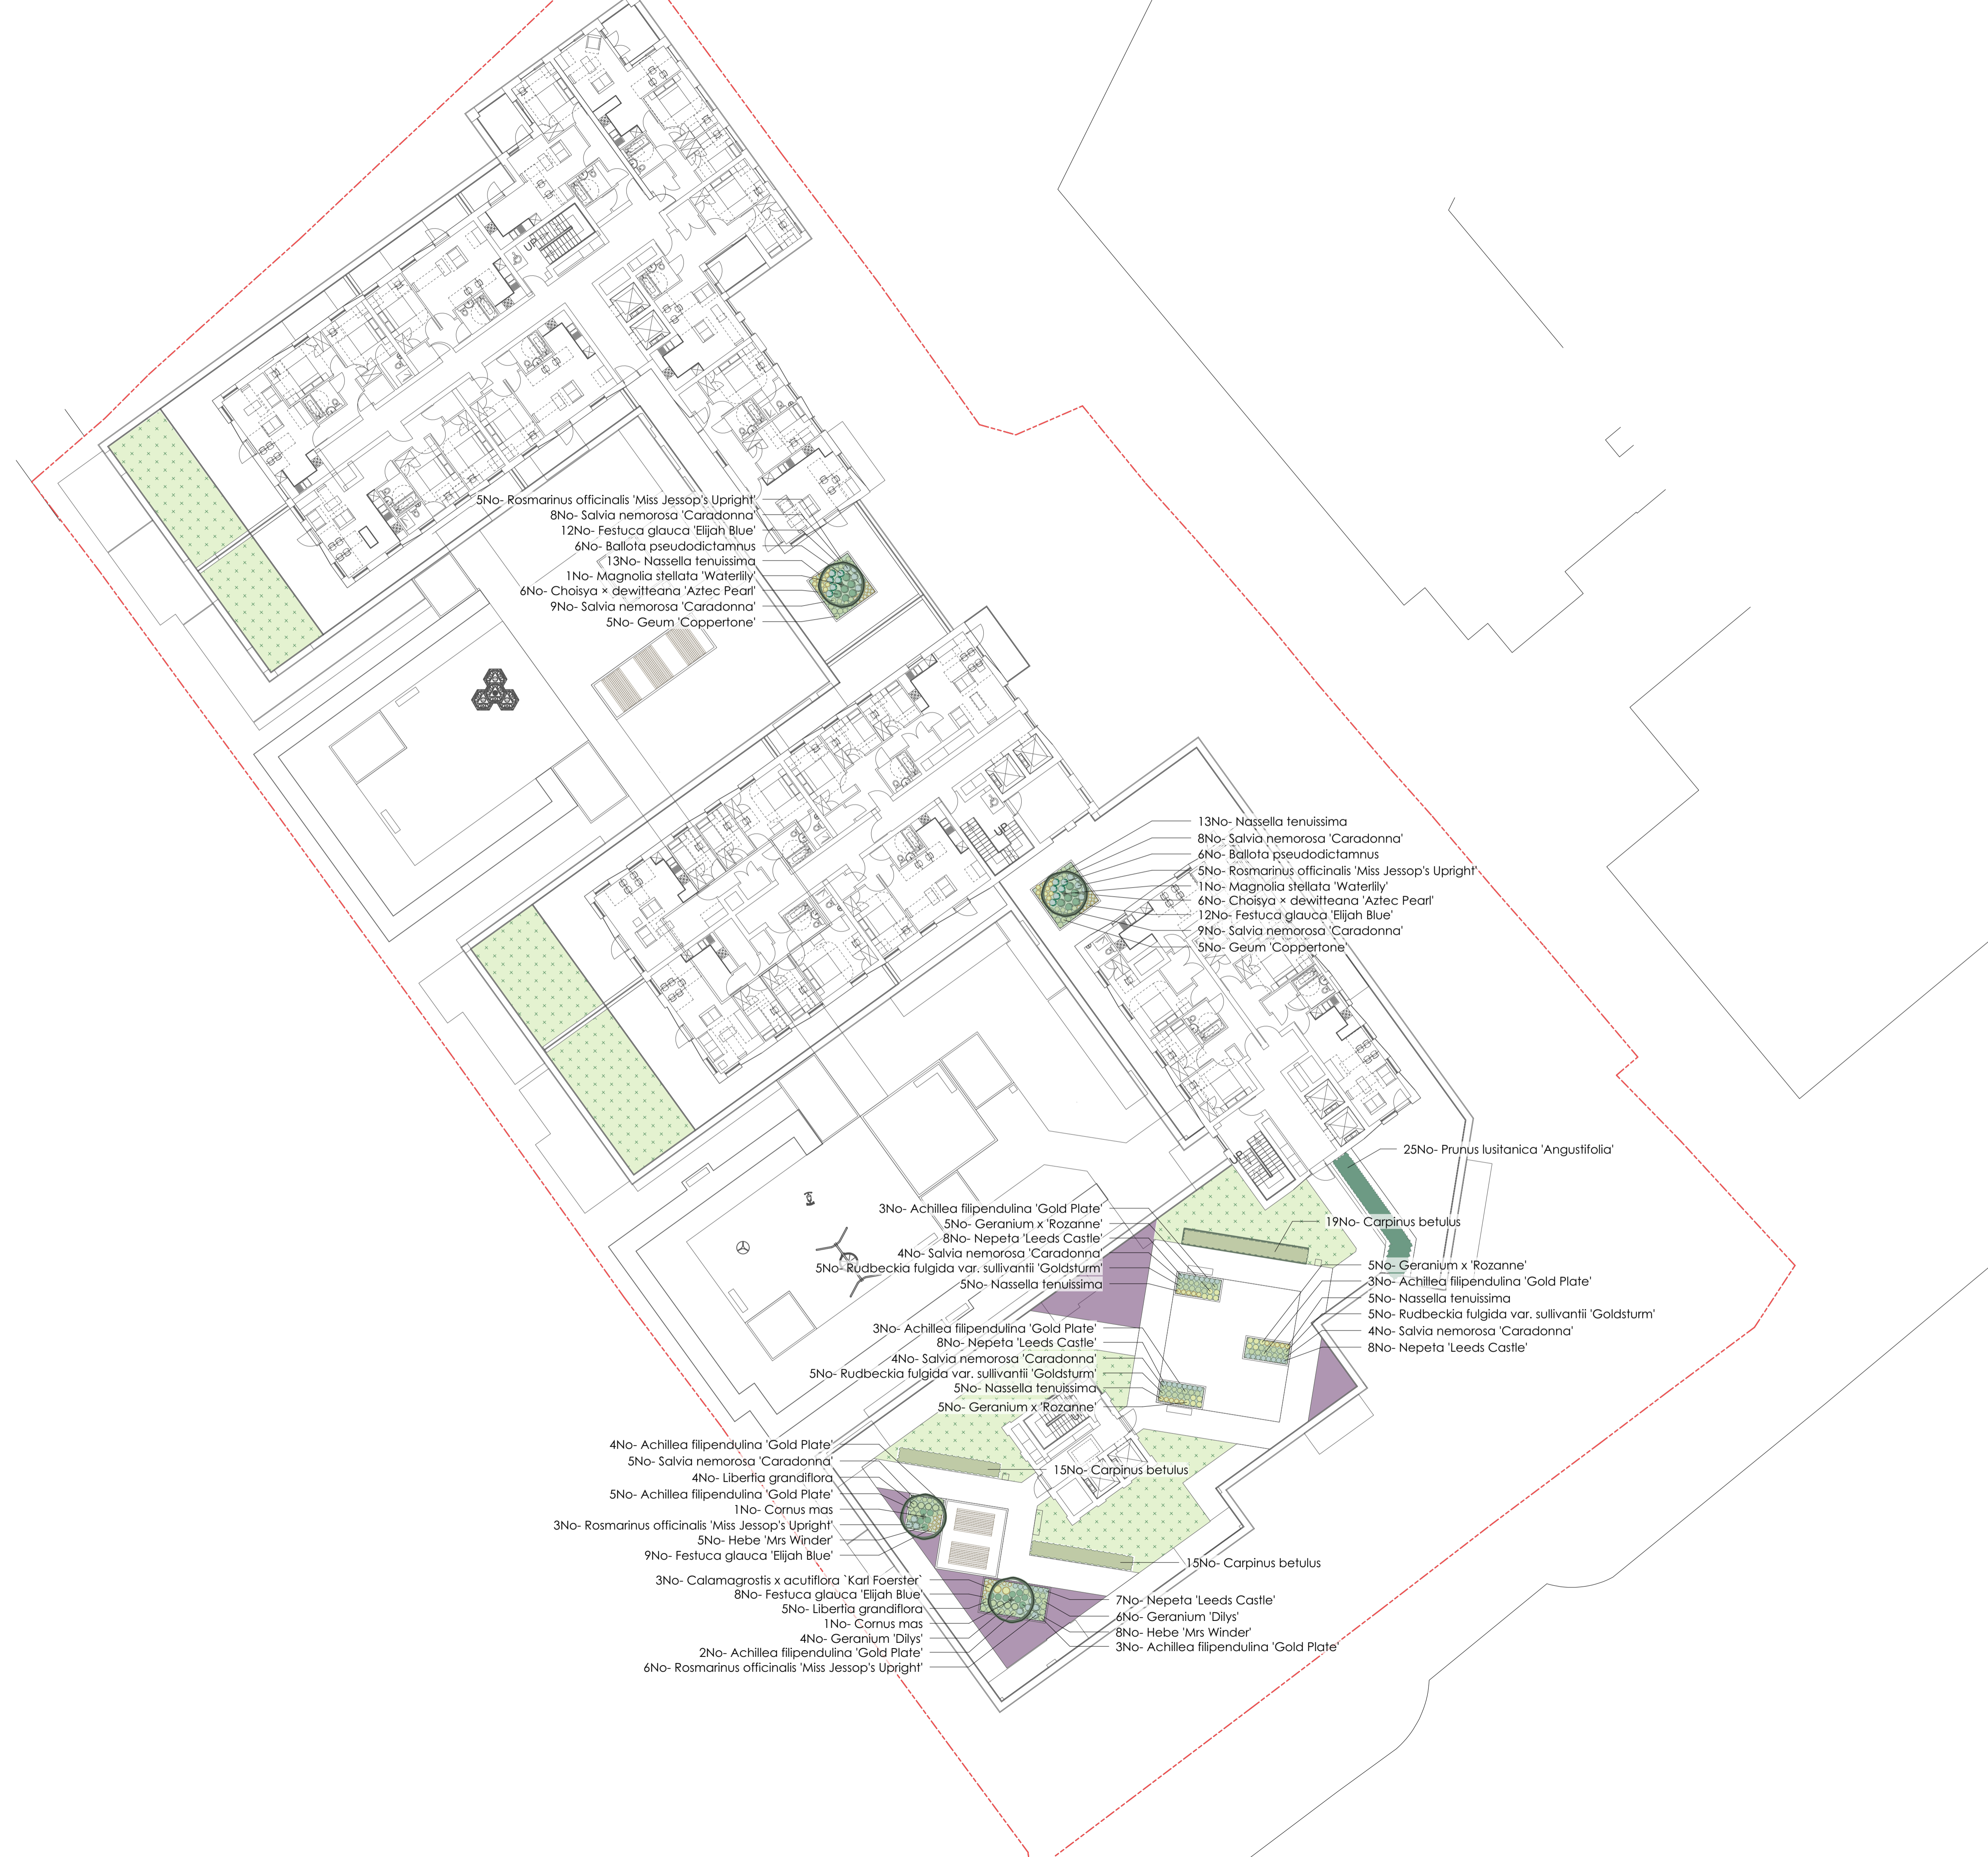 UP
5No- Rosmarinus officinalis 'Miss Jessop's Upright'
8No- Salvia nemorosa 'Caradonna'
12No- Festuca glauca 'Elijah Blue'
6No- Ballota pseudodictamnus
13No- Nassella tenuissima
1No- Magnolia stellata 'Waterlily'
6No- Choisya × dewitteana 'Aztec Pearl'
9No- Salvia nemorosa 'Caradonna'
5No- Geum 'Coppertone'
UP
13No- Nassella tenuissima
8No- Salvia nemorosa 'Caradonna'
6No- Ballota pseudodictamnus
5No- Rosmarinus officinalis 'Miss Jessop's Upright'
1No- Magnolia stellata 'Waterlily'
6No- Choisya × dewitteana 'Aztec Pearl'
12No- Festuca glauca 'Elijah Blue'
9No- Salvia nemorosa 'Caradonna'
5No- Geum 'Coppertone'
UP
25No- Prunus lusitanica 'Angustifolia'
19No- Carpinus betulus
3No- Achillea filipendulina 'Gold Plate'
5No- Geranium x 'Rozanne'
8No- Nepeta 'Leeds Castle'
4No- Salvia nemorosa 'Caradonna'
5No- Rudbeckia fulgida var. sullivantii 'Goldsturm'
5No- Nassella tenuissima
5No- Geranium x 'Rozanne'
3No- Achillea filipendulina 'Gold Plate'
5No- Nassella tenuissima
5No- Rudbeckia fulgida var. sullivantii 'Goldsturm'
4No- Salvia nemorosa 'Caradonna'
8No- Nepeta 'Leeds Castle'
3No- Achillea filipendulina 'Gold Plate'
8No- Nepeta 'Leeds Castle'
4No- Salvia nemorosa 'Caradonna'
5No- Rudbeckia fulgida var. sullivantii 'Goldsturm'
5No- Nassella tenuissima
5No- Geranium x 'Rozanne'
UP
4No- Achillea filipendulina 'Gold Plate'
5No- Salvia nemorosa 'Caradonna'
4No- Libertia grandiflora
5No- Achillea filipendulina 'Gold Plate'
1No- Cornus mas
3No- Rosmarinus officinalis 'Miss Jessop's Upright'
5No- Hebe 'Mrs Winder'
9No- Festuca glauca 'Elijah Blue'
15No- Carpinus betulus
15No- Carpinus betulus
3No- Calamagrostis x acutiflora `Karl Foerster`
8No- Festuca glauca 'Elijah Blue'
5No- Libertia grandiflora
1No- Cornus mas
4No- Geranium 'Dilys'
2No- Achillea filipendulina 'Gold Plate'
6No- Rosmarinus officinalis 'Miss Jessop's Upright'
7No- Nepeta 'Leeds Castle'
6No- Geranium 'Dilys'
8No- Hebe 'Mrs Winder'
3No- Achillea filipendulina 'Gold Plate'